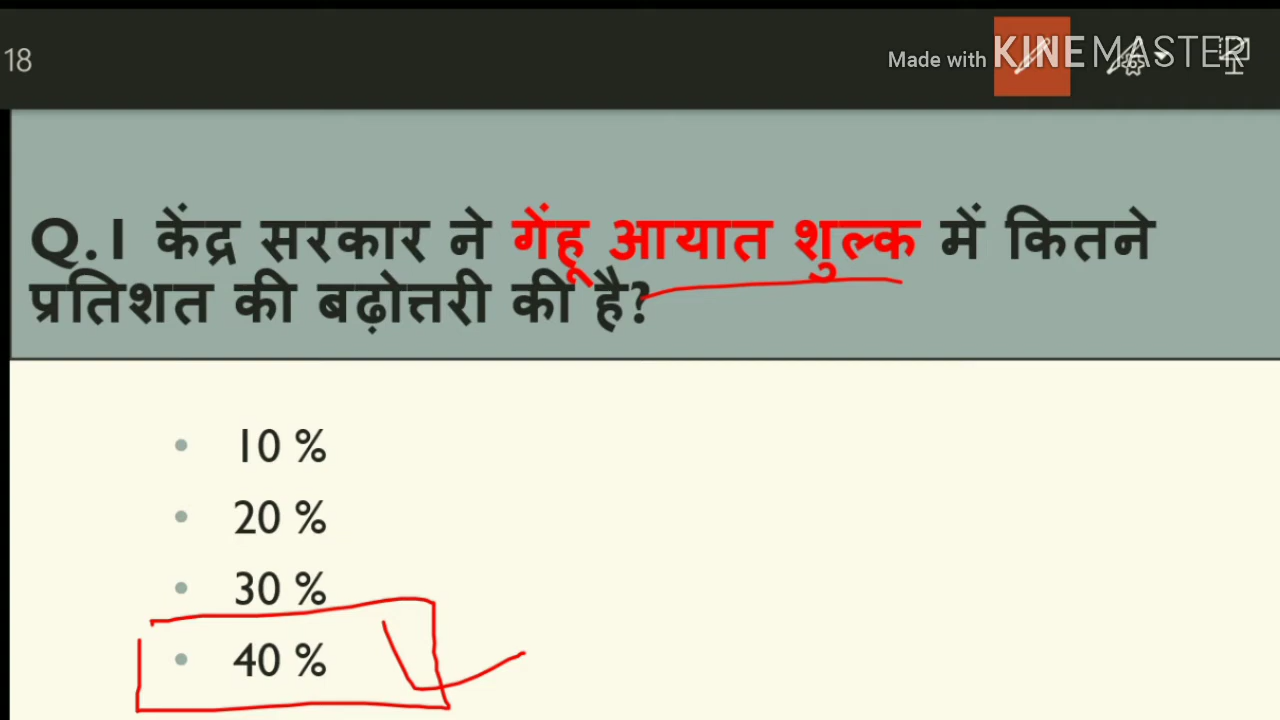 18
Made with KINEMASTER
Q.1 केंद्र सरकार ने गेंहू आयात शुल्क में कितने
प्रतिशत की बढ़ोत्तरी की है?
• 10 %
• 20 %
• 30 %
• 40 %